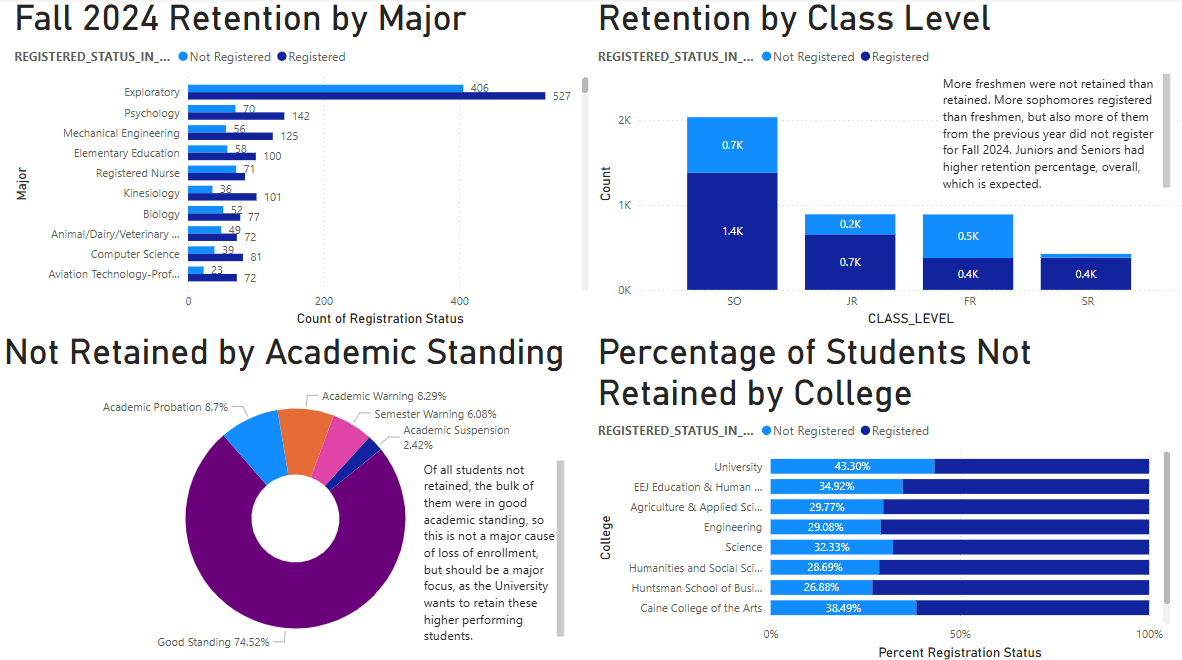 Fall 2024 Retention by Major
REGISTERED_STATUS_IN_... Not Registered Registered
Major
Exploratory
406
527
Psychology
70
142
Mechanical Engineering
56
125
Elementary Education
58
100
Registered Nurse
71
Kinesiology
36
101
Biology
52
77
Animal/Dairy/Veterinary ...
49
72
Computer Science
39
81
Aviation Technology-Prof...
23
72
0 200 400
Count of Registration Status
Retention by Class Level
REGISTERED_STATUS_IN_... Not Registered Registered
More freshmen were not retained than
retained. More sophomores registered
than freshmen, but also more of them
from the previous year did not register
for Fall 2024. Juniors and Seniors had
higher retention percentage, overall,
which is expected.
Count
2K
1K
0K
0.7K
1.4K
0.2K
0.7K
0.5K
0.4K
0.4K
SO JR FR SR
CLASS_LEVEL
Not Retained by Academic Standing
Academic Warning 8.29%
Academic Probation 8.7%
Semester Warning 6.08%
Academic Suspension
2.42%
Good Standing 74.52%
Of all students not
retained, the bulk of
them were in good
academic standing, so
this is not a major cause
of loss of enrollment,
but should be a major
focus, as the University
wants to retain these
higher performing
students.
Percentage of Students Not
Retained by College
REGISTERED_STATUS_IN_... Not Registered Registered
College
University 43.30%
EEJ Education & Human ... 34.92%
Agriculture & Applied Sci... 29.77%
Engineering 29.08%
Science 32.33%
Humanities and Social Sci... 28.69%
Huntsman School of Busi... 26.88%
Caine College of the Arts 38.49%
0% 50% 100%
Percent Registration Status